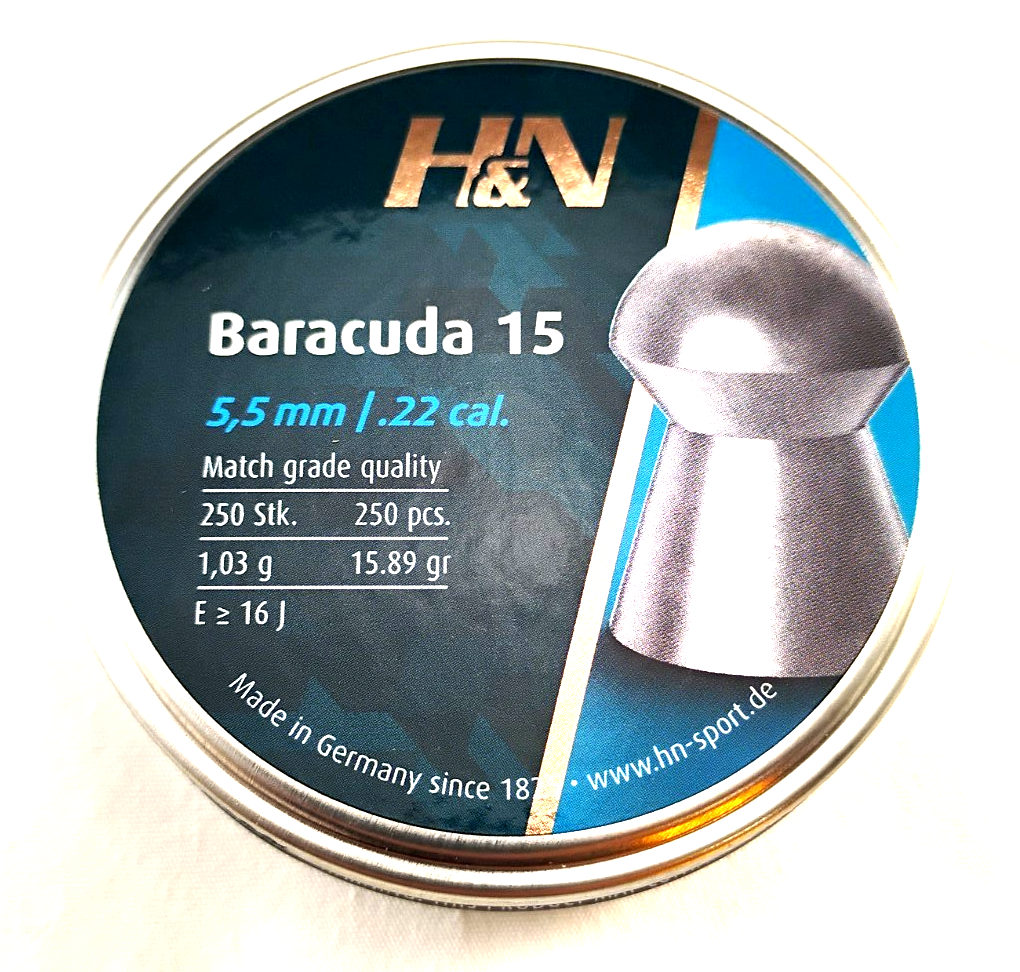 H&N
Baracuda 15
5,5 mm | .22 cal.
Match grade quality
250 Stk. 250 pcs.
1,03 g 15.89 gr
E ≥ 16 J
Made in Germany since • www.hn-sport.de